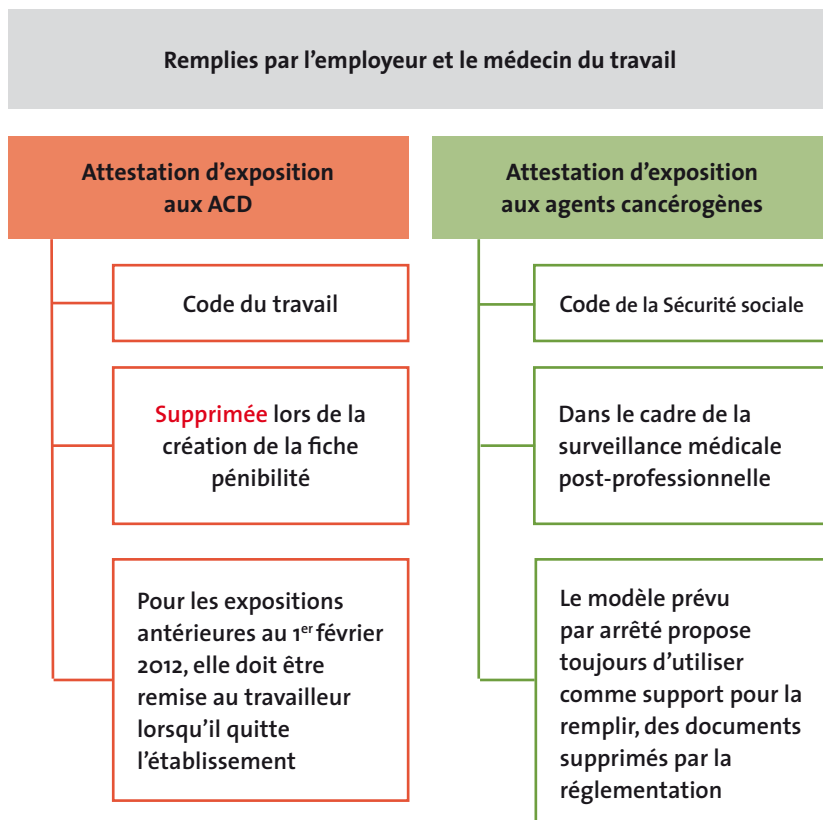 Remplies par l’employeur et le médecin du travail
Attestation d’exposition
aux ACD
Code du travail
Supprimée lors de la
création de la fiche
pénibilité
Pour les expositions
antérieures au 1er février
2012, elle doit être
remise au travailleur
lorsqu’il quitte
l’établissement
Attestation d’exposition
aux agents cancérogènes
Code de la Sécurité sociale
Dans le cadre de la
surveillance médicale
post-professionnelle
Le modèle prévu
par arrêté propose
toujours d’utiliser
comme support pour la
remplir, des documents
supprimés par la
réglementation